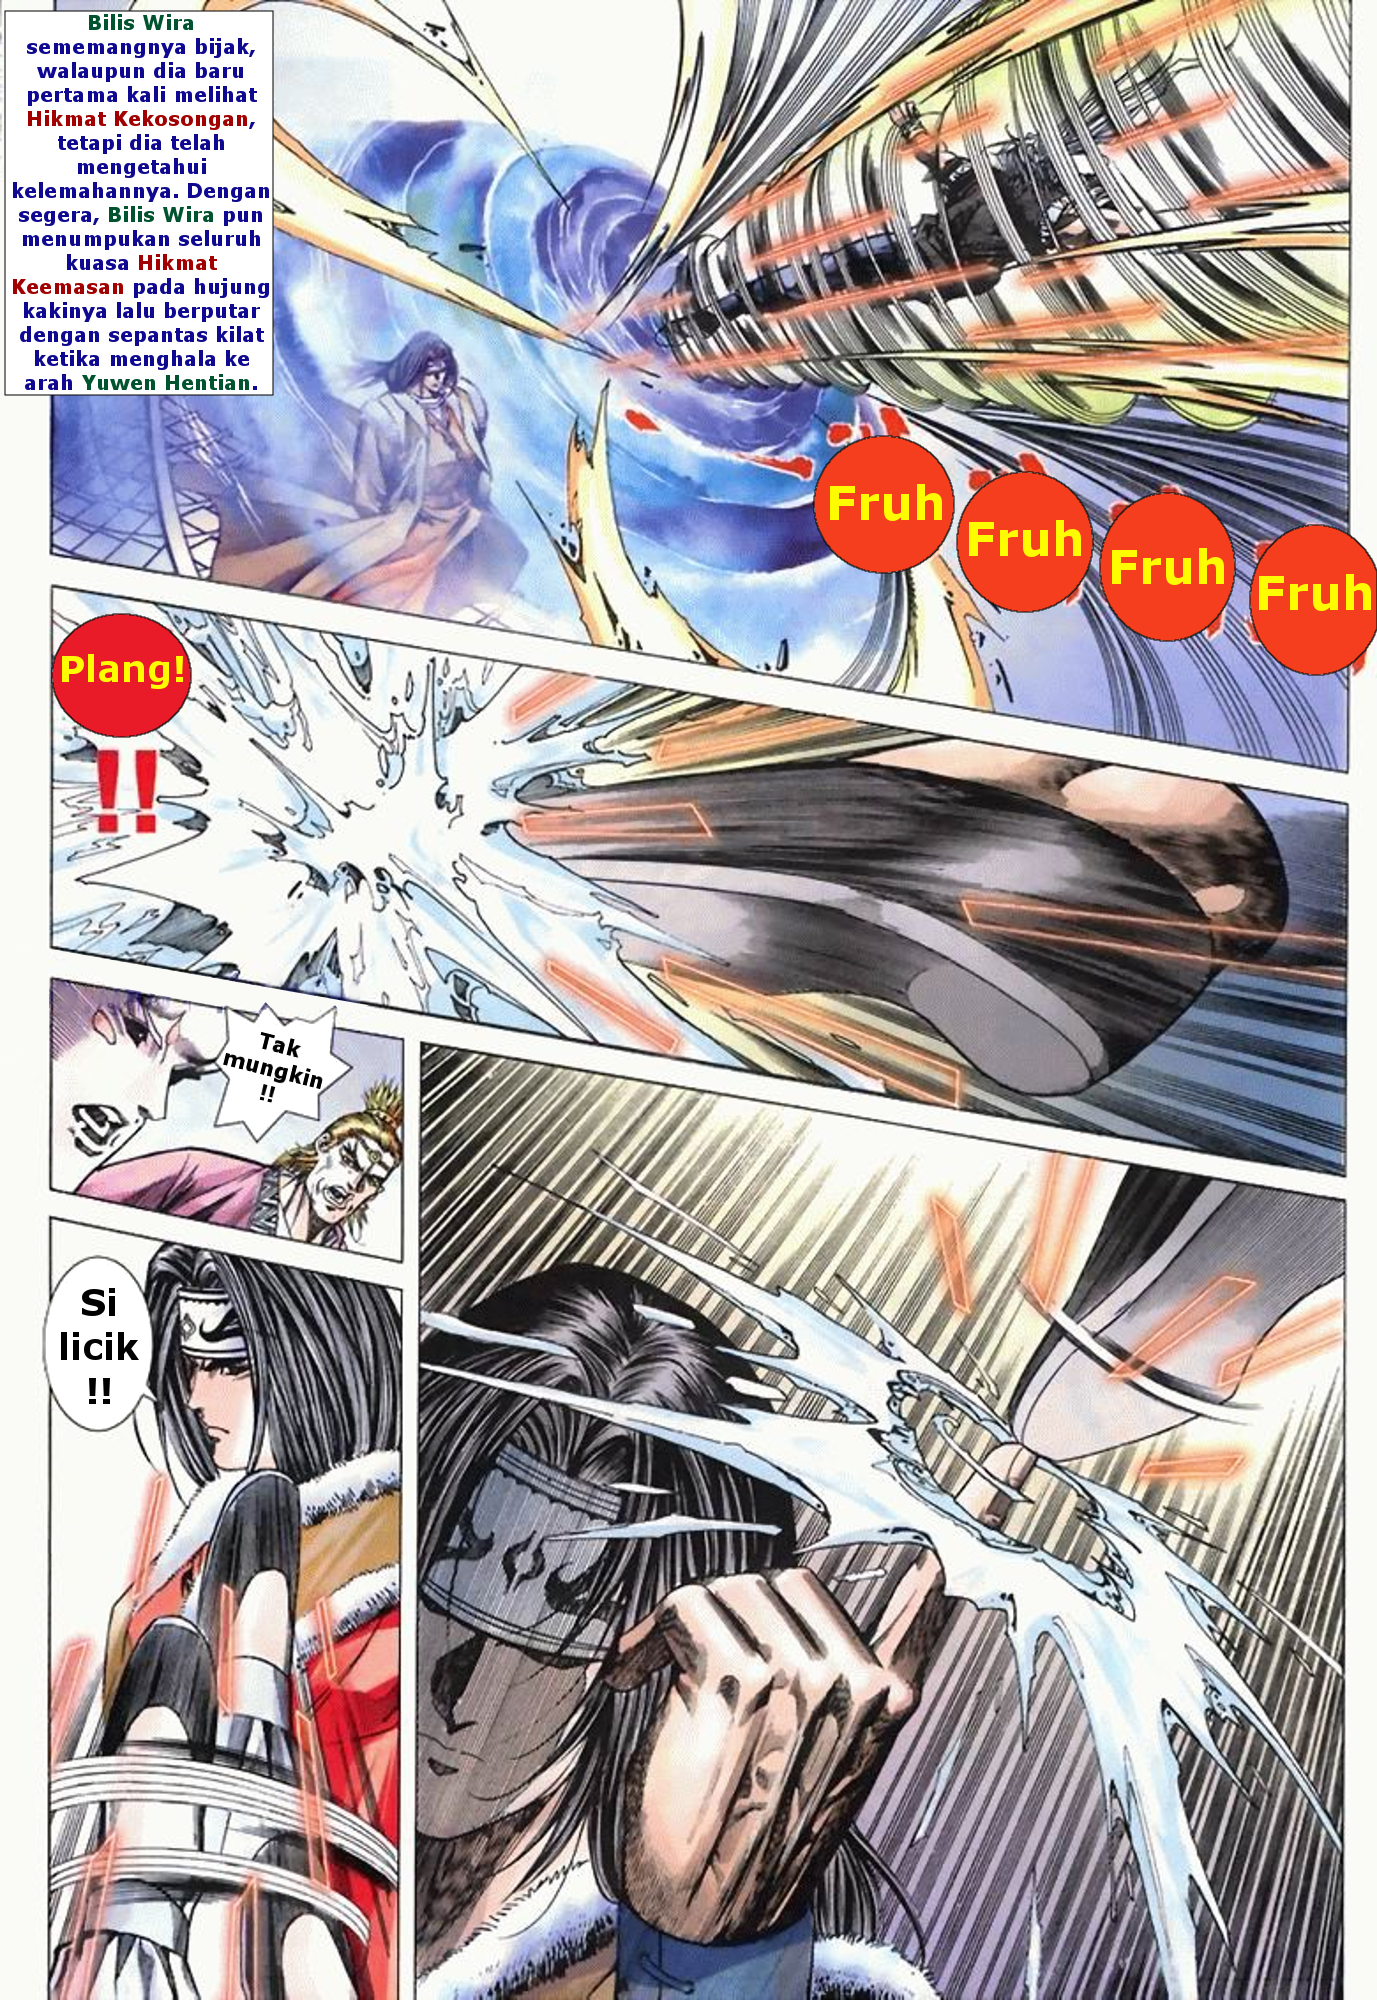 Bilis Wira
sememangnya bijak,
walaupun dia baru
pertama kali melihat
Hikmat Kekosongan,
tetapi dia telah
mengetahui
kelemahannya. Dengan
segera, Bilis Wira pun
menumpukan seluruh
kuasa Hikmat
Keemasan pada hujung
kakinya lalu berputar
dengan sepantas kilat
ketika menghala ke
arah Yuwen Hentian.
Fruh
Fruh
Fruh
Fruh
Plang!
!!
Tak
mungkin
!!
Si
licik
!!